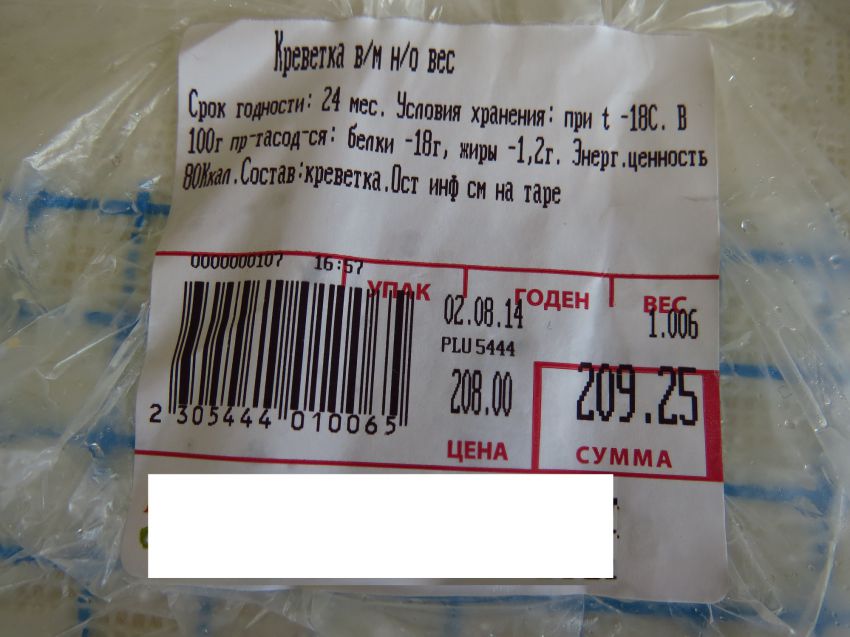 Креветка в/м н/о вес
Срок годности: 24 мес. Условия хранения: при t -18С. В
100г пр-тасод-ся: белки -18г, жиры -1,2г. Энерг.ценность
80Ккал.Состав:креветка.Ост инф см на таре
0000000107 16:57
УПАК ГОДЕН ВЕС
02.08.14 1.006
PLU 5444
208.00 209.25
2 305444 010065
ЦЕНА СУММА